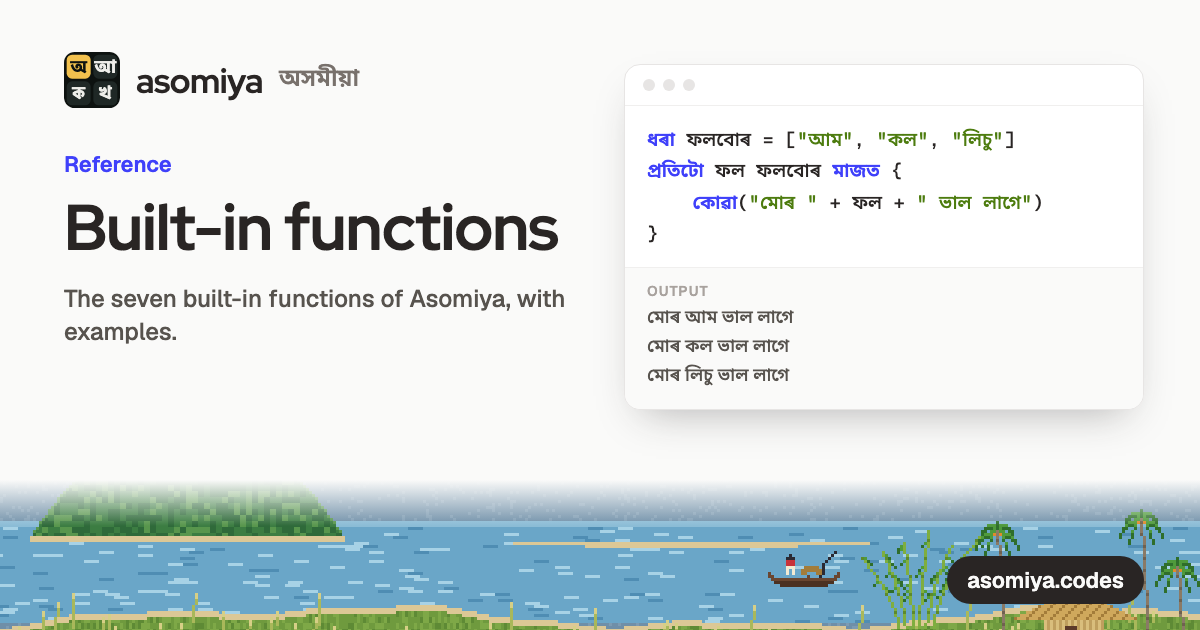 অ আ
ক খ
asomiya অসমীয়া
Reference
Built-in functions
The seven built-in functions of Asomiya, with
examples.
ধৰা ফলবোৰ = ["আম", "কল", "লিচু"]
প্ৰতিটো ফল ফলবোৰ মাজত {
    কোৱা("মোৰ " + ফল + " ভাল লাগে")
}
OUTPUT
মোৰ আম ভাল লাগে
মোৰ কল ভাল লাগে
মোৰ লিচু ভাল লাগে
asomiya.codes